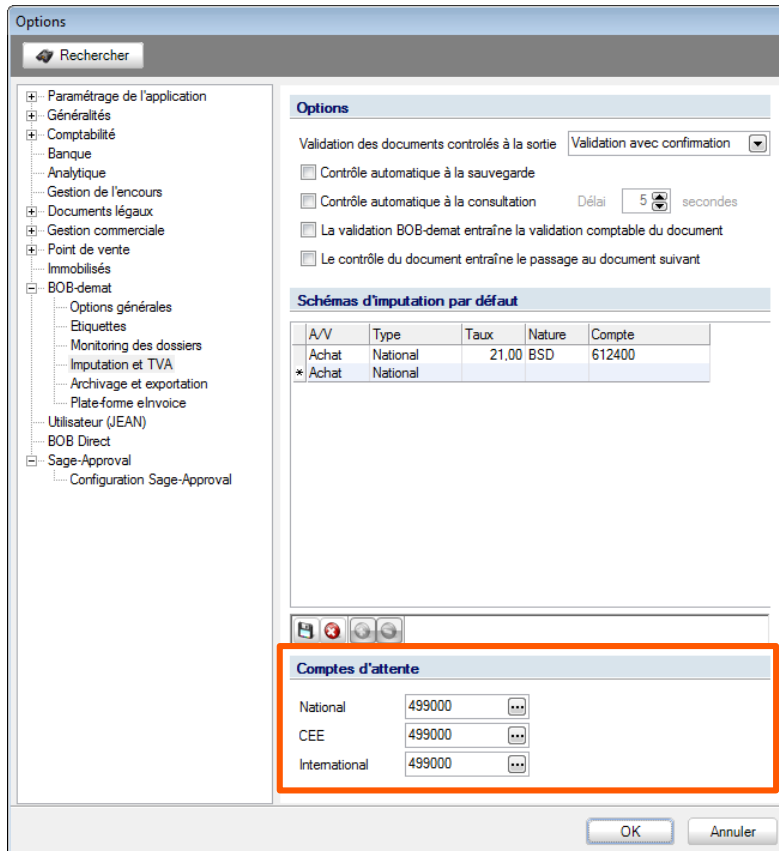 Options
Rechercher
Paramétrage de l'application
Généralités
Comptabilité
Banque
Analytique
Gestion de l'encours
Documents légaux
Gestion commerciale
Point de vente
Immobilisés
BOB-demat
Options générales
Etiquettes
Monitoring des dossiers
Imputation et TVA
Archivage et exportation
Plate-forme eInvoice
Utilisateur (JEAN)
BOB Direct
Sage-Approval
Configuration Sage-Approval
Options
Validation des documents controlés à la sortie Validation avec confirmation
Contrôle automatique à la sauvegarde
Contrôle automatique à la consultation Délai 5 secondes
La validation BOB-demat entraîne la validation comptable du document
Le contrôle du document entraîne le passage au document suivant
Schémas d'imputation par défaut
A/V Type Taux Nature Compte
Achat National 21,00 BSD 612400
* Achat National
Comptes d'attente
National 499000 ...
CEE 499000 ...
International 499000 ...
OK Annuler